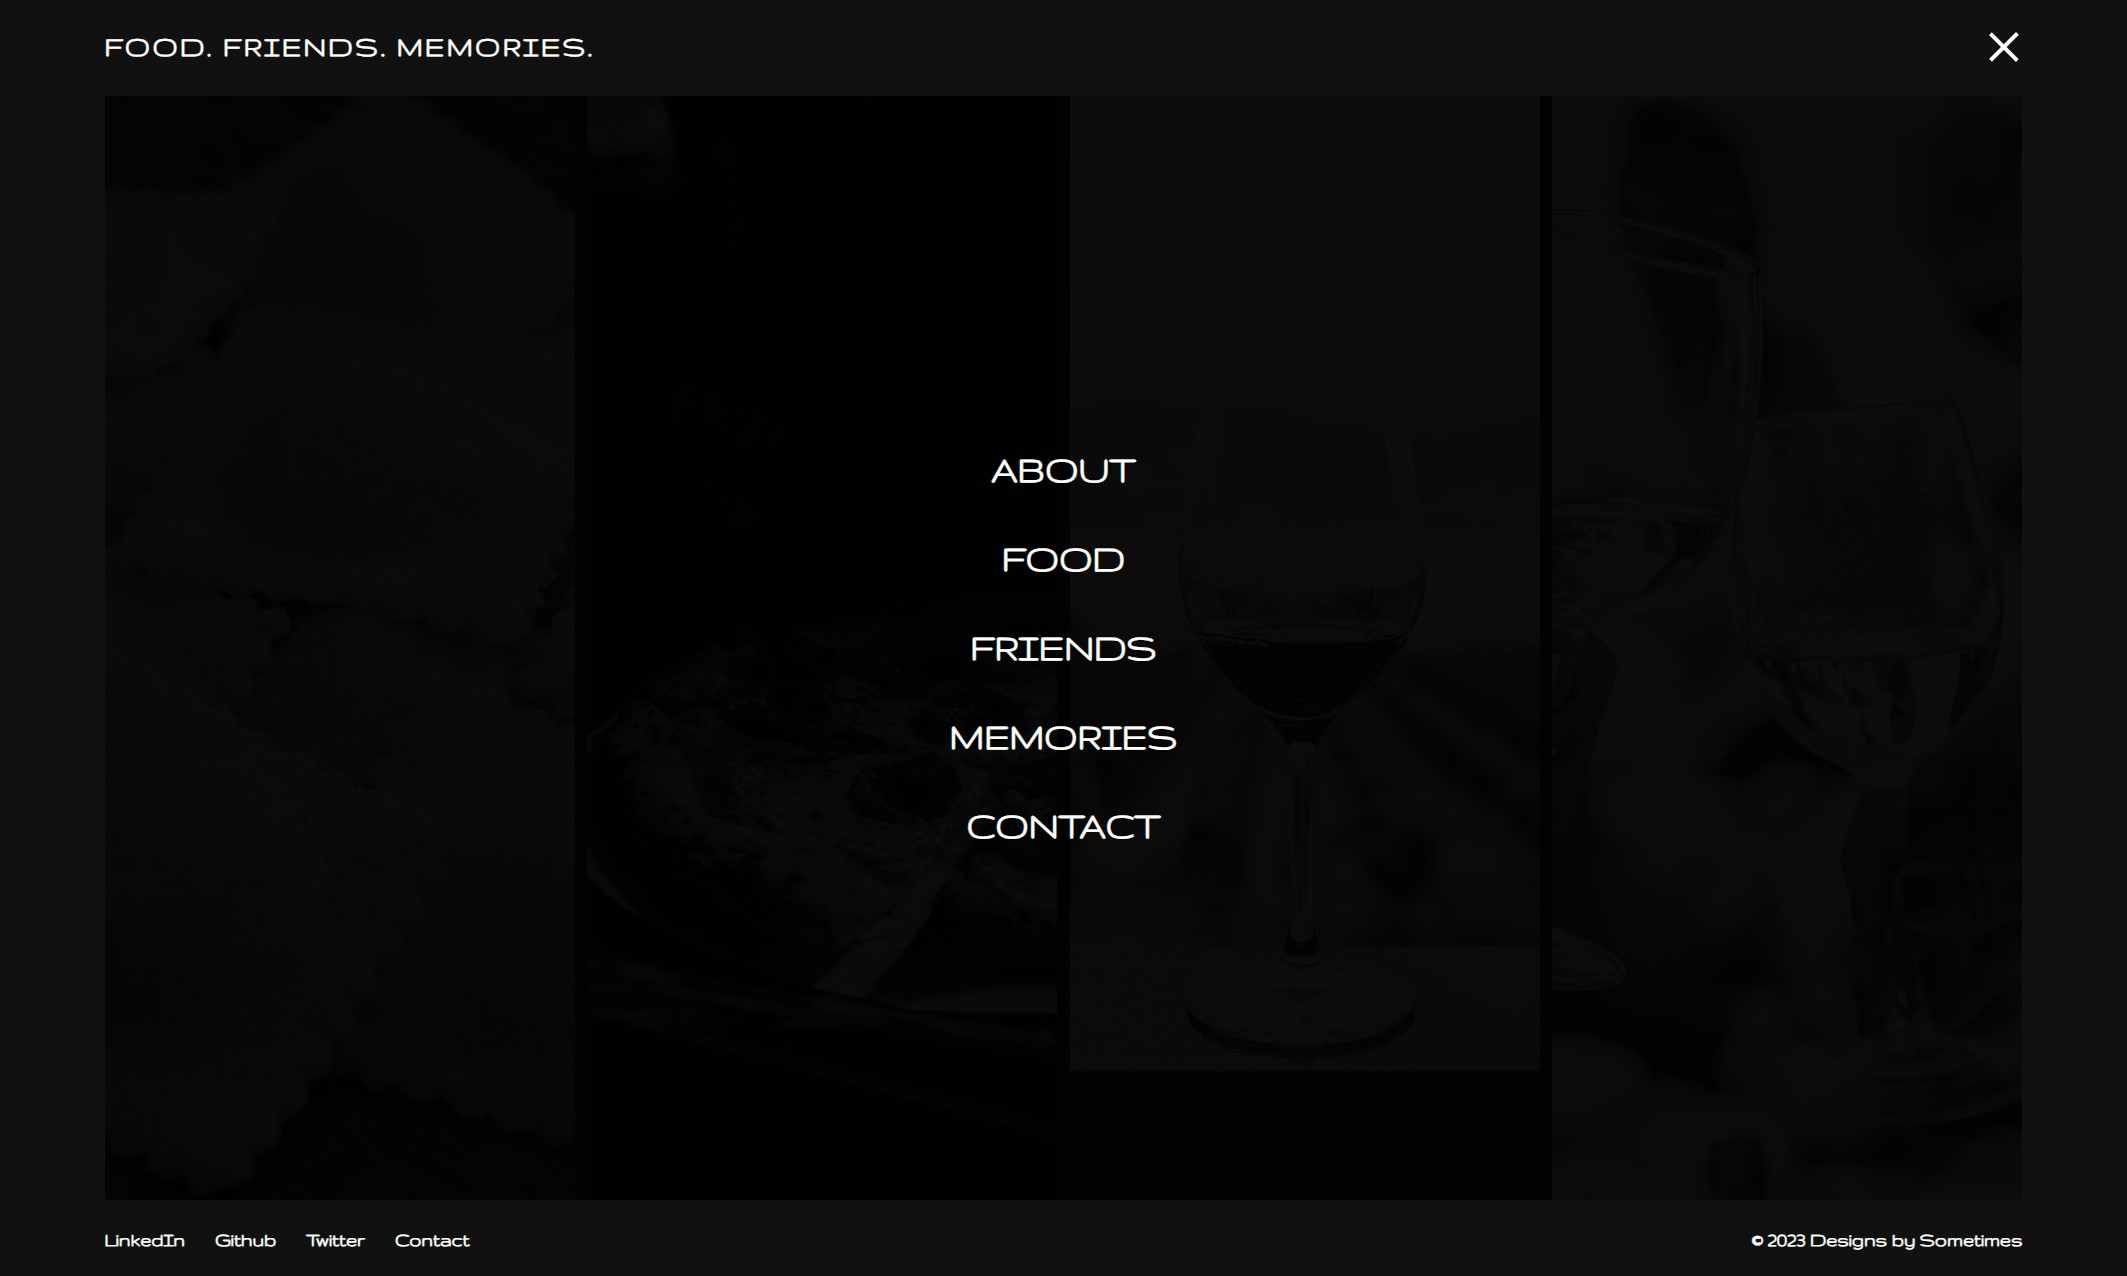 FOOD. FRIENDS. MEMORIES.
ABOUT
FOOD
FRIENDS
MEMORIES
CONTACT
LinkedIn Github Twitter Contact
© 2023 Designs by Sometimes